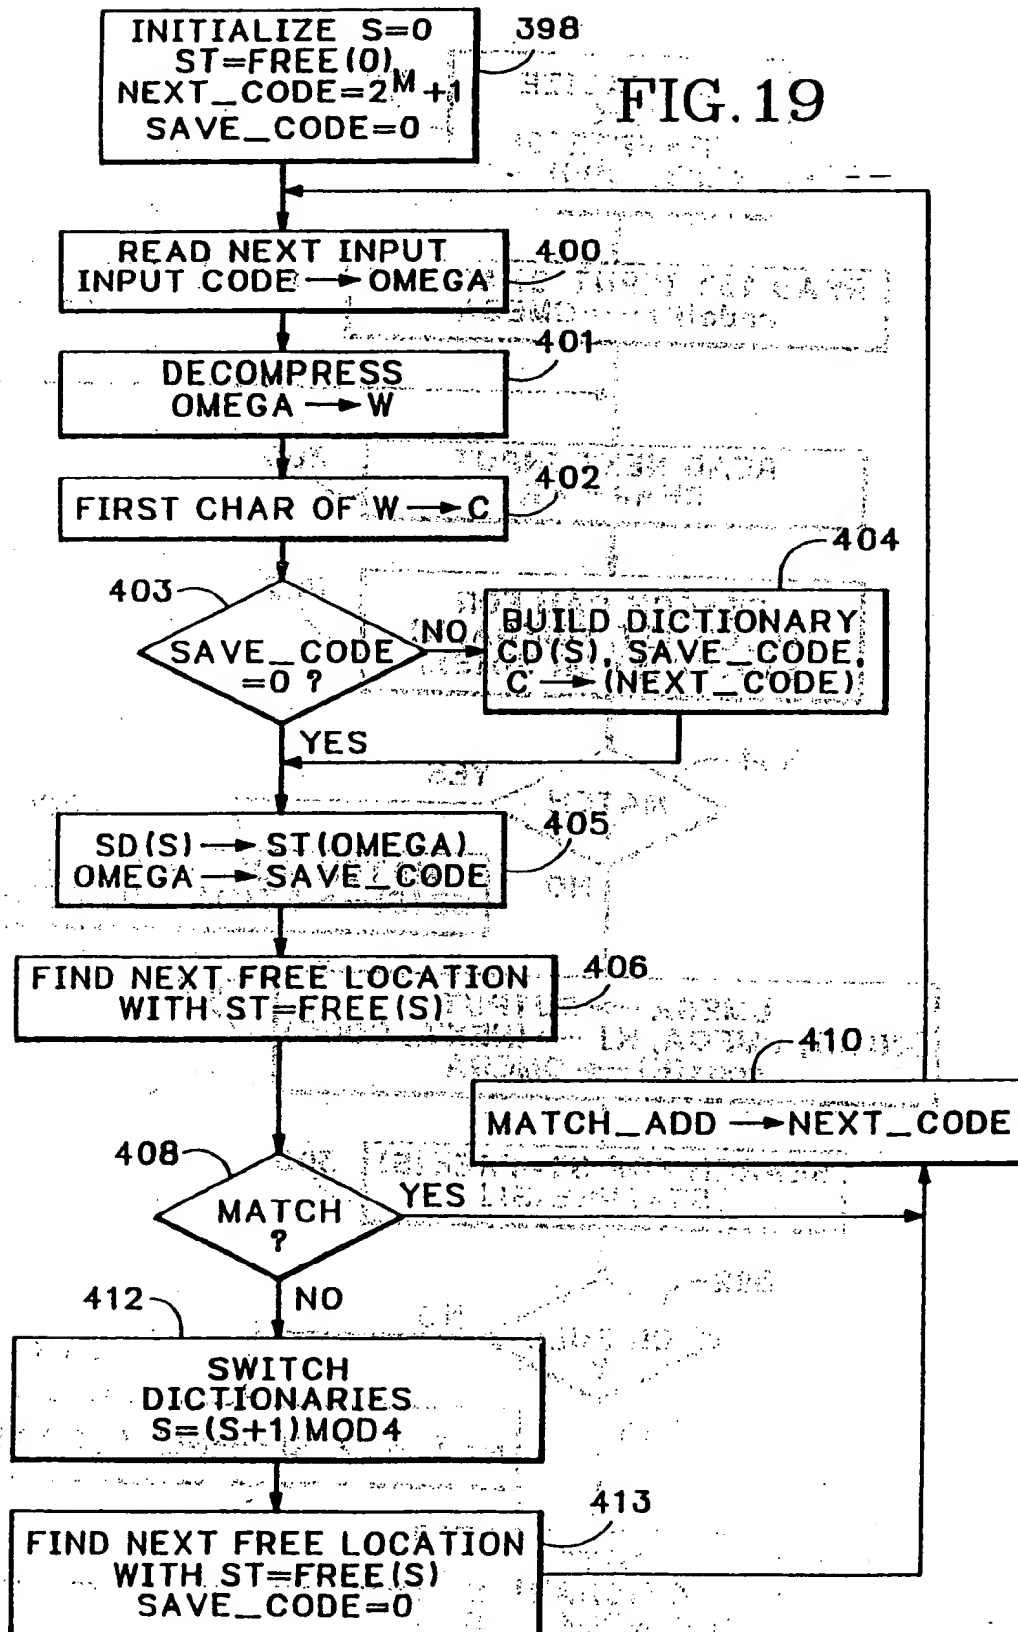 INITIALIZE S=0
ST=FREE(0)
NEXT_CODE=2^M+1
SAVE_CODE=0
398
FIG. 19
READ NEXT INPUT
INPUT CODE → OMEGA
400
DECOMPRESS
OMEGA → W
401
FIRST CHAR OF W → C
402
403
SAVE_CODE
=0 ?
NO
YES
404
BUILD DICTIONARY
CD(S), SAVE_CODE,
C → (NEXT_CODE)
SD(S) → ST(OMEGA)
OMEGA → SAVE_CODE
405
FIND NEXT FREE LOCATION
WITH ST=FREE(S)
406
410
MATCH_ADD → NEXT_CODE
408
MATCH
?
YES
NO
412
SWITCH
DICTIONARIES
S=(S+1)MOD4
413
FIND NEXT FREE LOCATION
WITH ST=FREE(S)
SAVE_CODE=0